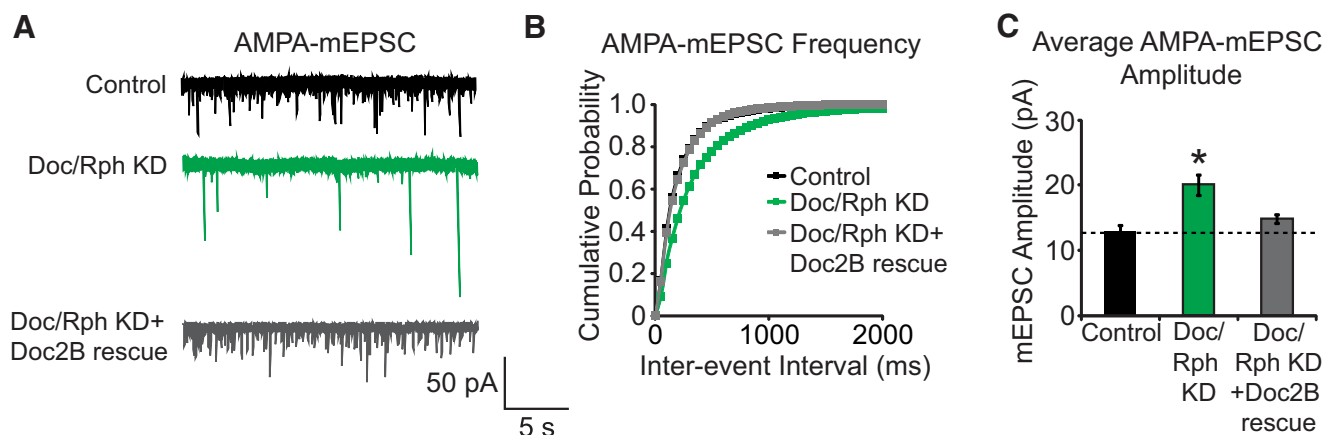 A
AMPA-mEPSC
Control
Doc/Rph KD
Doc/Rph KD+
Doc2B rescue
50 pA
5 s
B
AMPA-mEPSC Frequency
Cumulative Probability
1.0
0.8
0.6
0.4
0.2
0
0
1000
2000
Inter-event Interval (ms)
Control
Doc/Rph KD
Doc/Rph KD+
Doc2B rescue
C
Average AMPA-mEPSC
Amplitude
mEPSC Amplitude (pA)
30
20
10
0
*
Control
Doc/
Rph
KD
Doc/
Rph KD
+Doc2B
rescue